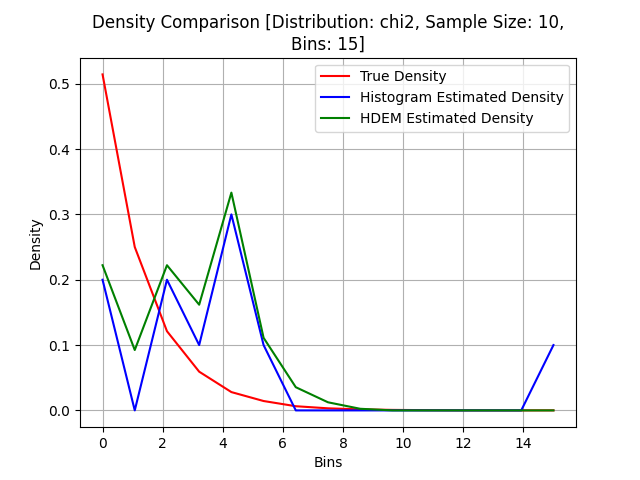 Density Comparison [Distribution: chi2, Sample Size: 10,
Bins: 15]
True Density
Histogram Estimated Density
HDEM Estimated Density
Density
0.5
0.4
0.3
0.2
0.1
0.0
0 2 4 6 8 10 12 14
Bins